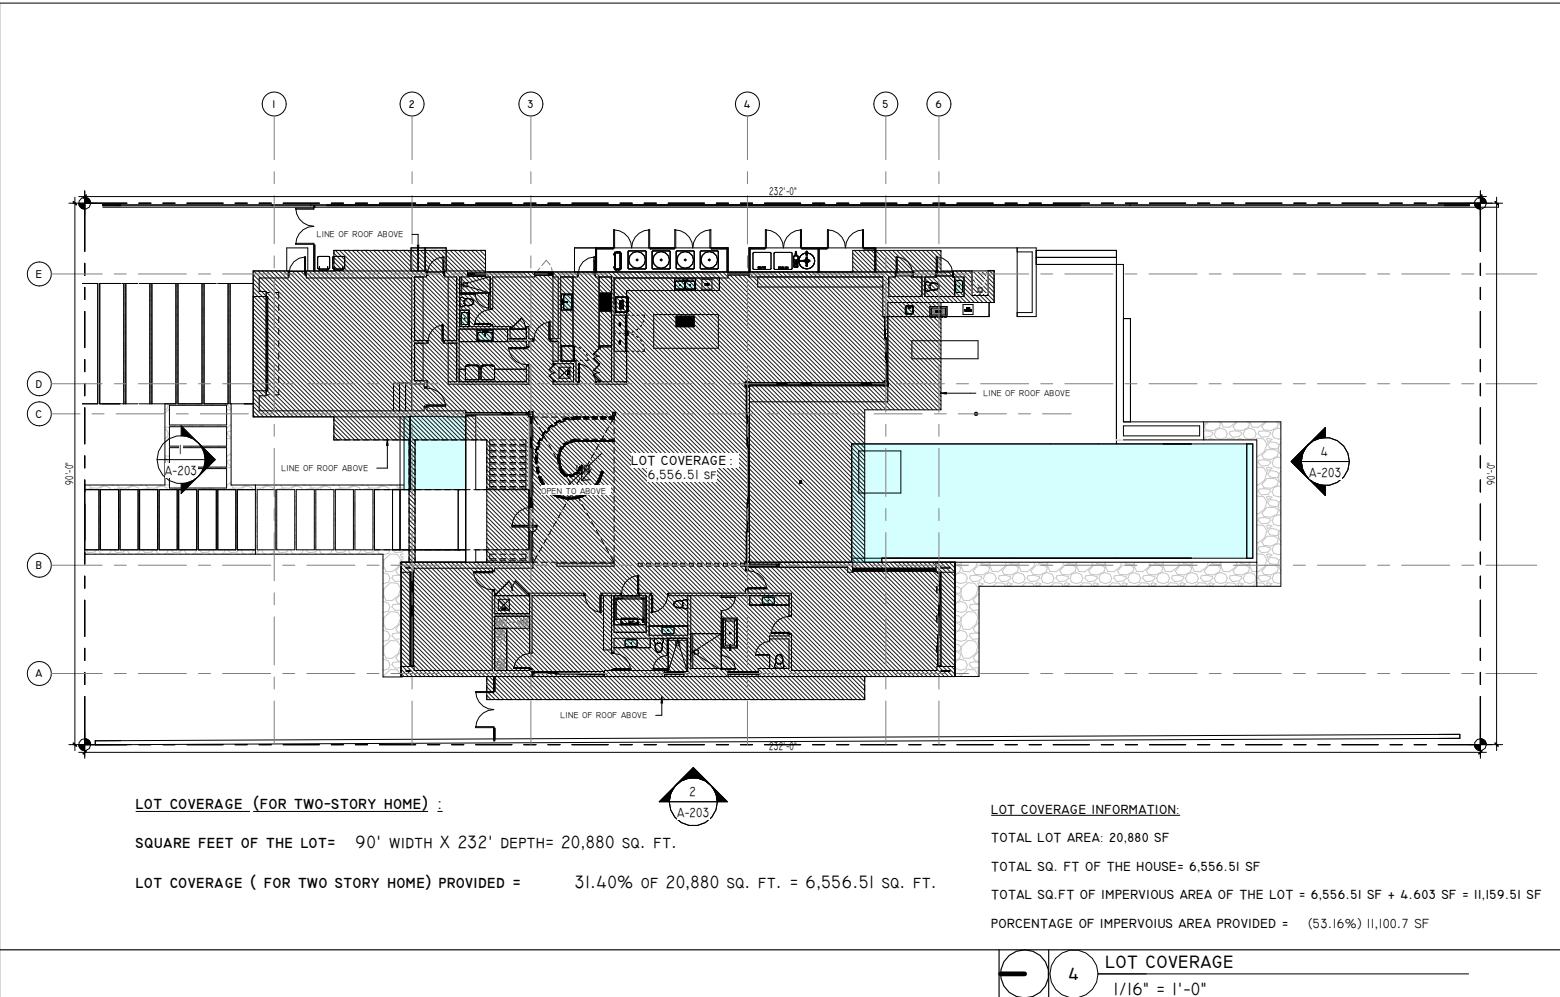 1 2 3 4 5 6
232'-0"
LINE OF ROOF ABOVE
E
D
LINE OF ROOF ABOVE
C
1
A-203
LINE OF ROOF ABOVE
90'-0"
LOT COVERAGE :
6,556.51 SF
OPEN TO ABOVE
4
A-203
90'-0"
B
A
LINE OF ROOF ABOVE
232'-0"
2
A-203
LOT COVERAGE (FOR TWO-STORY HOME) :
SQUARE FEET OF THE LOT= 90' WIDTH X 232' DEPTH= 20,880 SQ. FT.
LOT COVERAGE ( FOR TWO STORY HOME) PROVIDED = 31.40% OF 20,880 SQ. FT. = 6,556.51 SQ. FT.
LOT COVERAGE INFORMATION:
TOTAL LOT AREA: 20,880 SF
TOTAL SQ. FT OF THE HOUSE= 6,556.51 SF
TOTAL SQ.FT OF IMPERVIOUS AREA OF THE LOT = 6,556.51 SF + 4.603 SF = 11,159.51 SF
PORCENTAGE OF IMPERVOIUS AREA PROVIDED = (53.16%) 11,100.7 SF
4
LOT COVERAGE
1/16" = 1'-0"